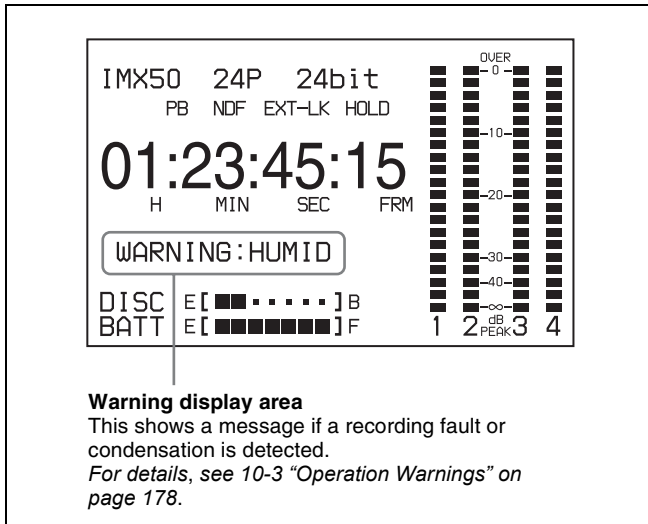 IMX50 24P 24bit
PB NDF EXT-LK HOLD
01:23:45:15
H MIN SEC FRM
WARNING:HUMID
DISC E[ ]B
BATT E[ ]F
OVER
0
-10-
-20-
-30-
-40-
-∞-
dB
1 2 PEAK 3 4
Warning display area
This shows a message if a recording fault or
condensation is detected.
For details, see 10-3 “Operation Warnings” on
page 178.